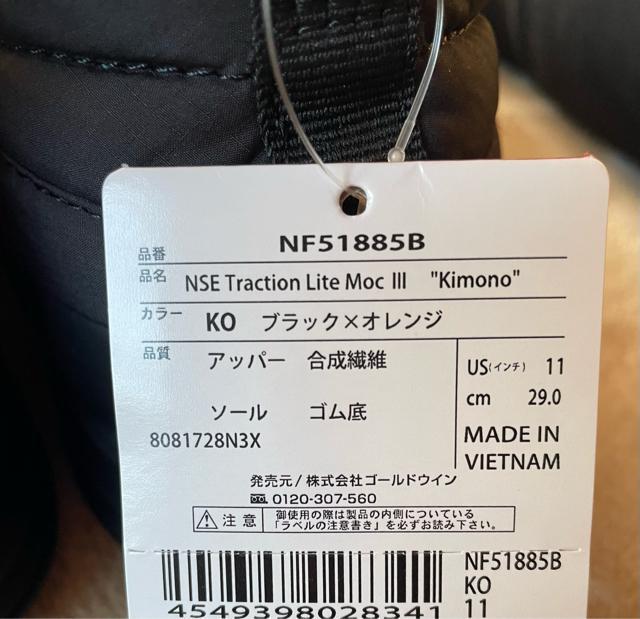 品番 NF51885B
品名 NSE Traction Lite Moc Ⅲ "Kimono"
カラー KO ブラック×オレンジ
品質 アッパー 合成繊維
ソール ゴム底
8081728N3X
US(インチ) 11
cm 29.0
MADE IN
VIETNAM
発売元/株式会社ゴールドウイン
0120-307-560
注意 御使用の際は製品の内側についている
「ラベルの注意書き」を必ずお読み下さい。
4549398028341
NF51885B
KO
11